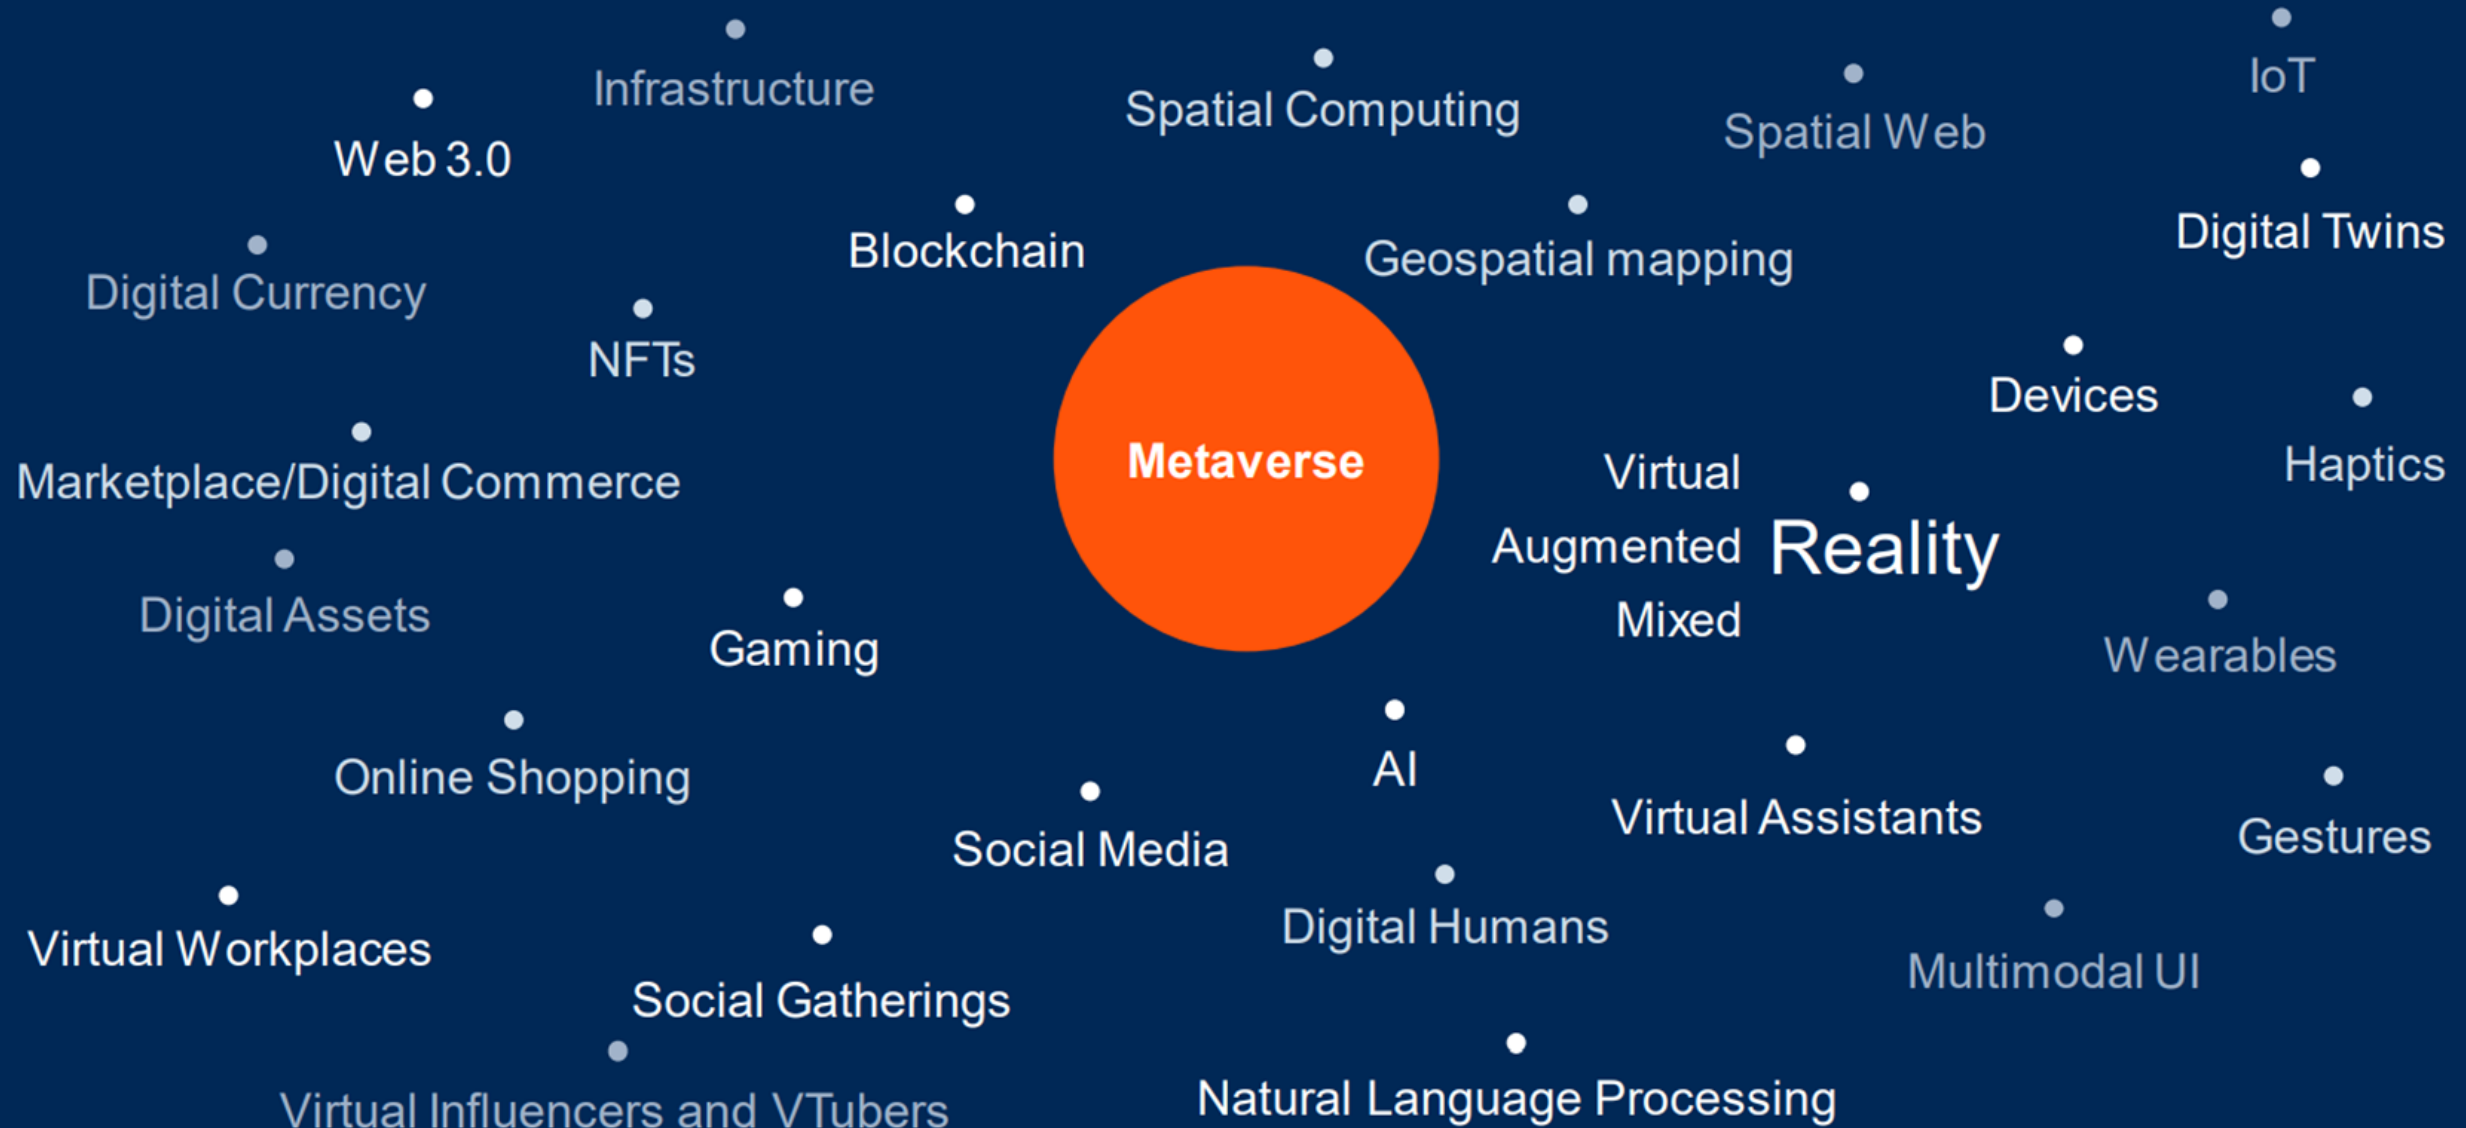 Infrastructure
Spatial Computing
IoT
Spatial Web
Web 3.0
Digital Twins
Blockchain
Geospatial mapping
Digital Currency
NFTs
Devices
Metaverse
Haptics
Virtual
Augmented
Mixed
Reality
Marketplace/Digital Commerce
Digital Assets
Gaming
Wearables
Online Shopping
AI
Virtual Assistants
Gestures
Social Media
Digital Humans
Virtual Workplaces
Multimodal UI
Social Gatherings
Virtual Influencers and VTubers
Natural Language Processing